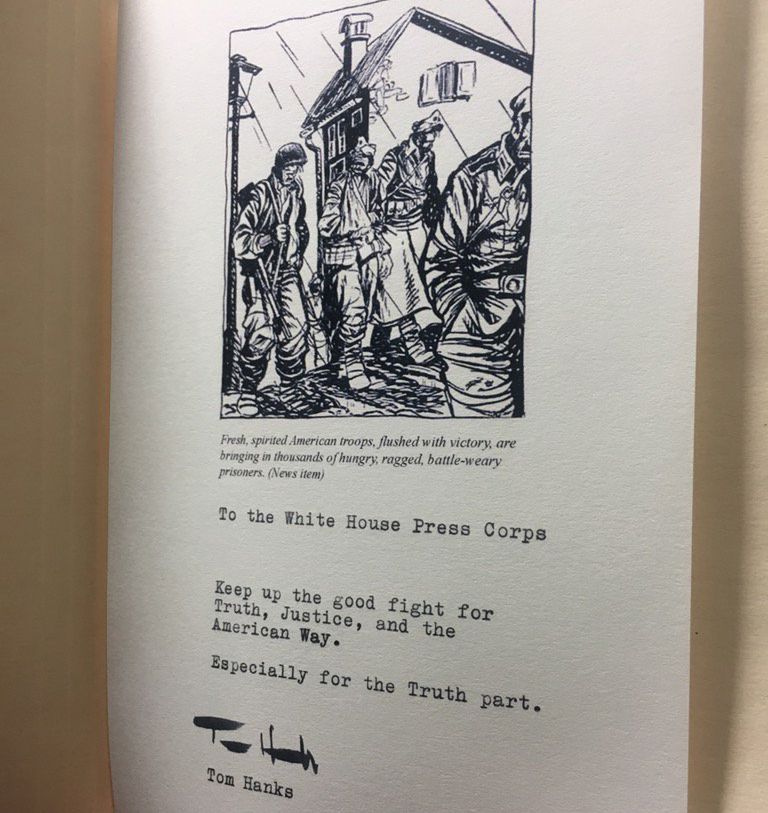 Fresh, spirited American troops, flushed with victory, are
bringing in thousands of hungry, ragged, battle-weary
prisoners. (News item)
To the White House Press Corps
Keep up the good fight for
Truth, Justice, and the
American Way.
Especially for the Truth part.
Tom Hanks
Tom Hanks